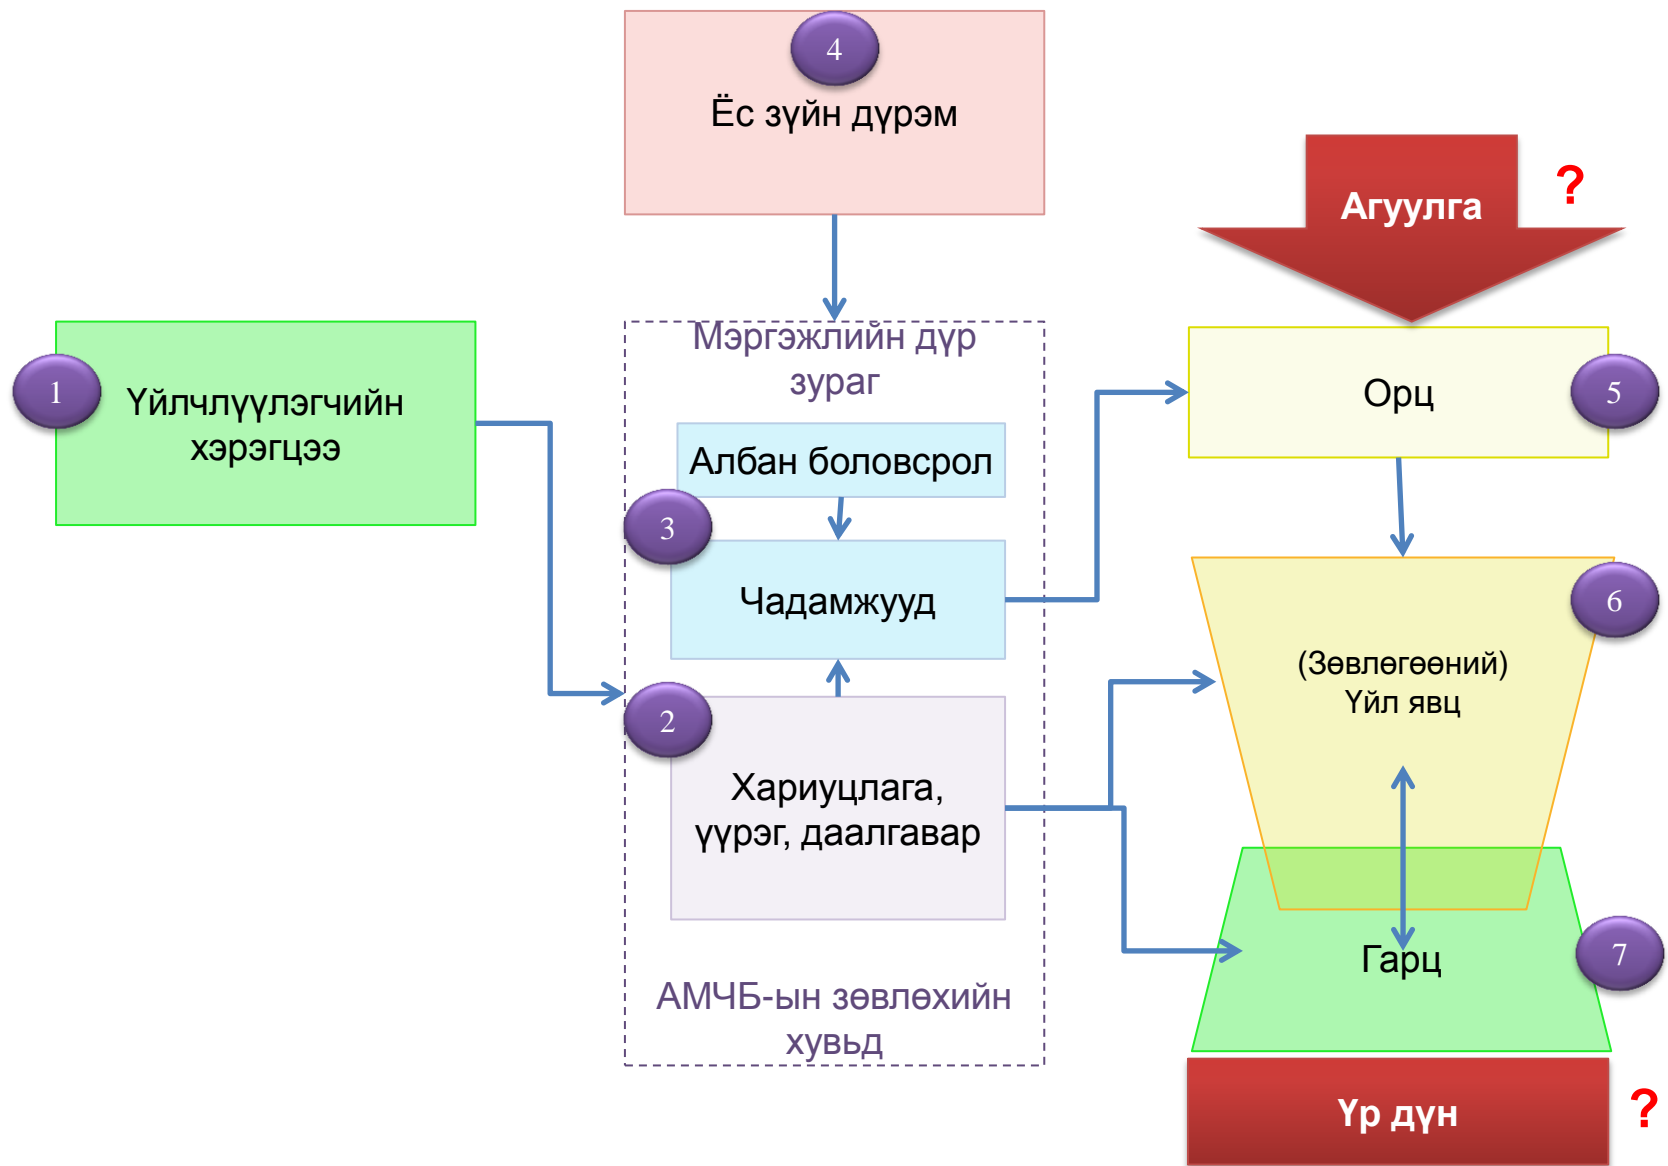 4
Ёс зүйн дүрэм
Агуулга
?
1
Үйлчлүүлэгчийн
хэрэгцээ
Мэргэжлийн дүр
зураг
Албан боловсрол
3
Чадамжууд
2
Хариуцлага,
үүрэг, даалгавар
АМЧБ-ын зөвлөхийн
хувьд
Орц
5
6
(Зөвлөгөөний)
Үйл явц
Гарц
7
Үр дүн
?